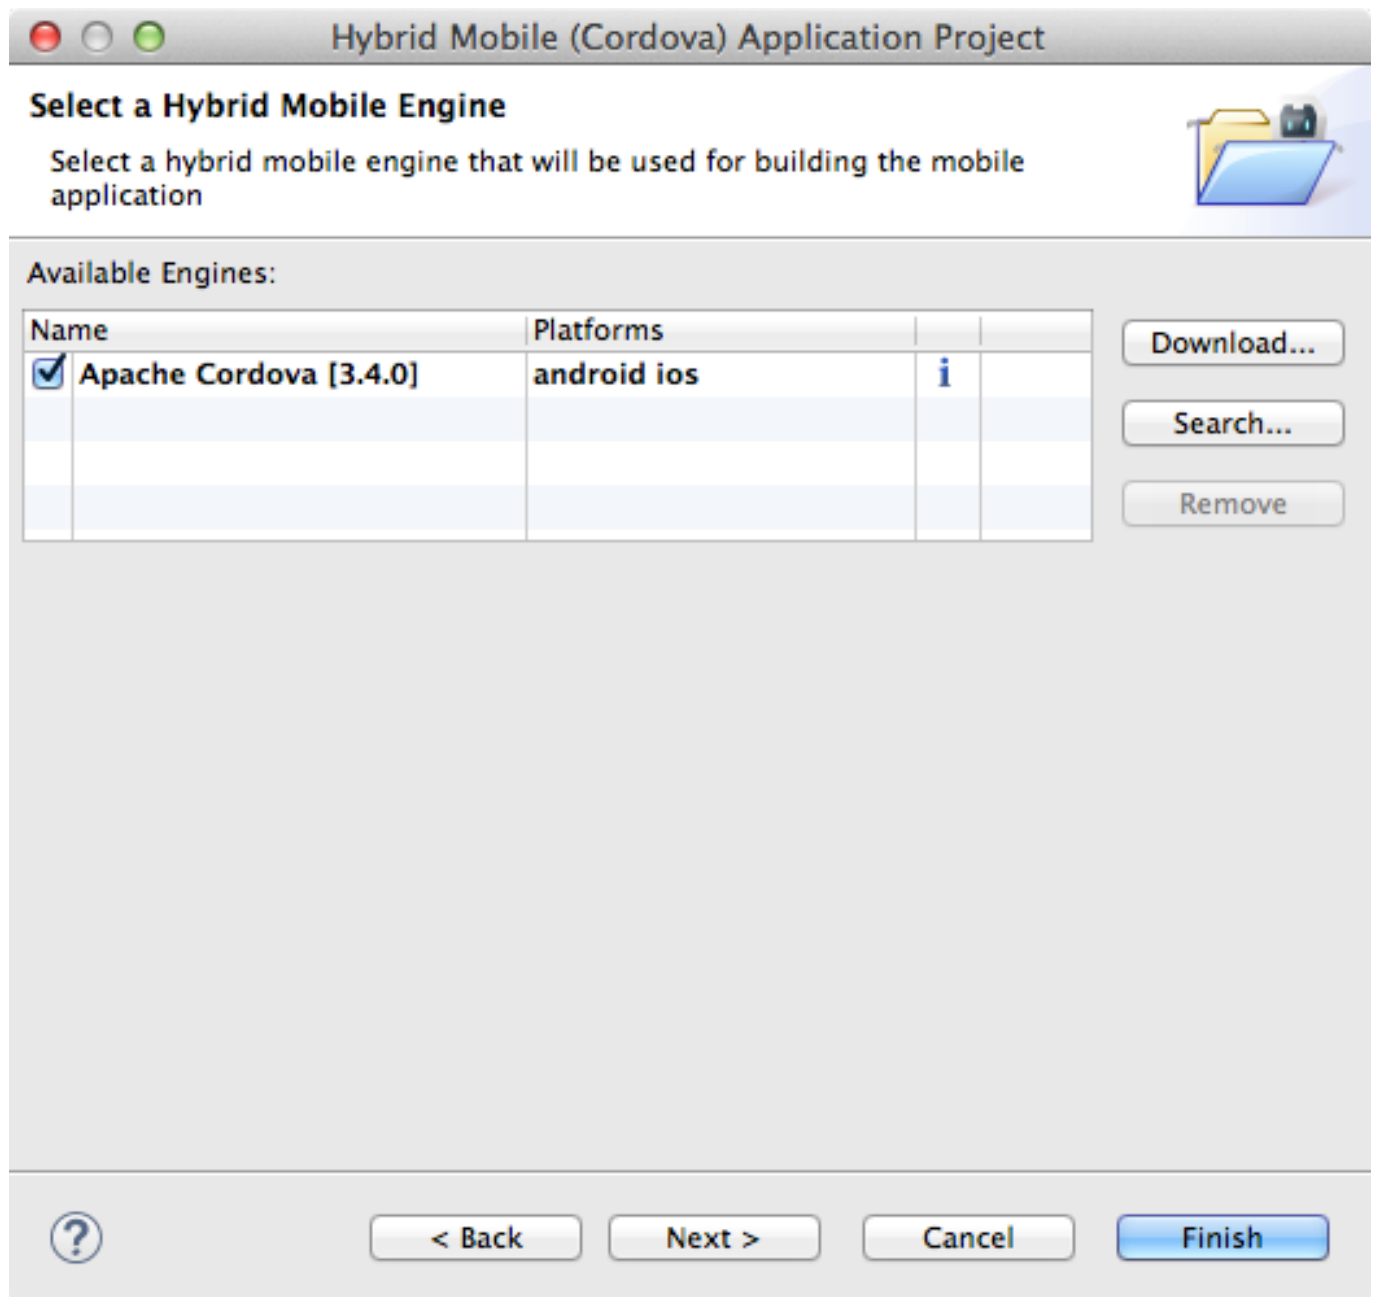 Hybrid Mobile (Cordova) Application Project
Select a Hybrid Mobile Engine
Select a hybrid mobile engine that will be used for building the mobile
application
Available Engines:
Name Platforms
Apache Cordova [3.4.0] android ios i
Download...
Search...
Remove
? < Back Next > Cancel Finish